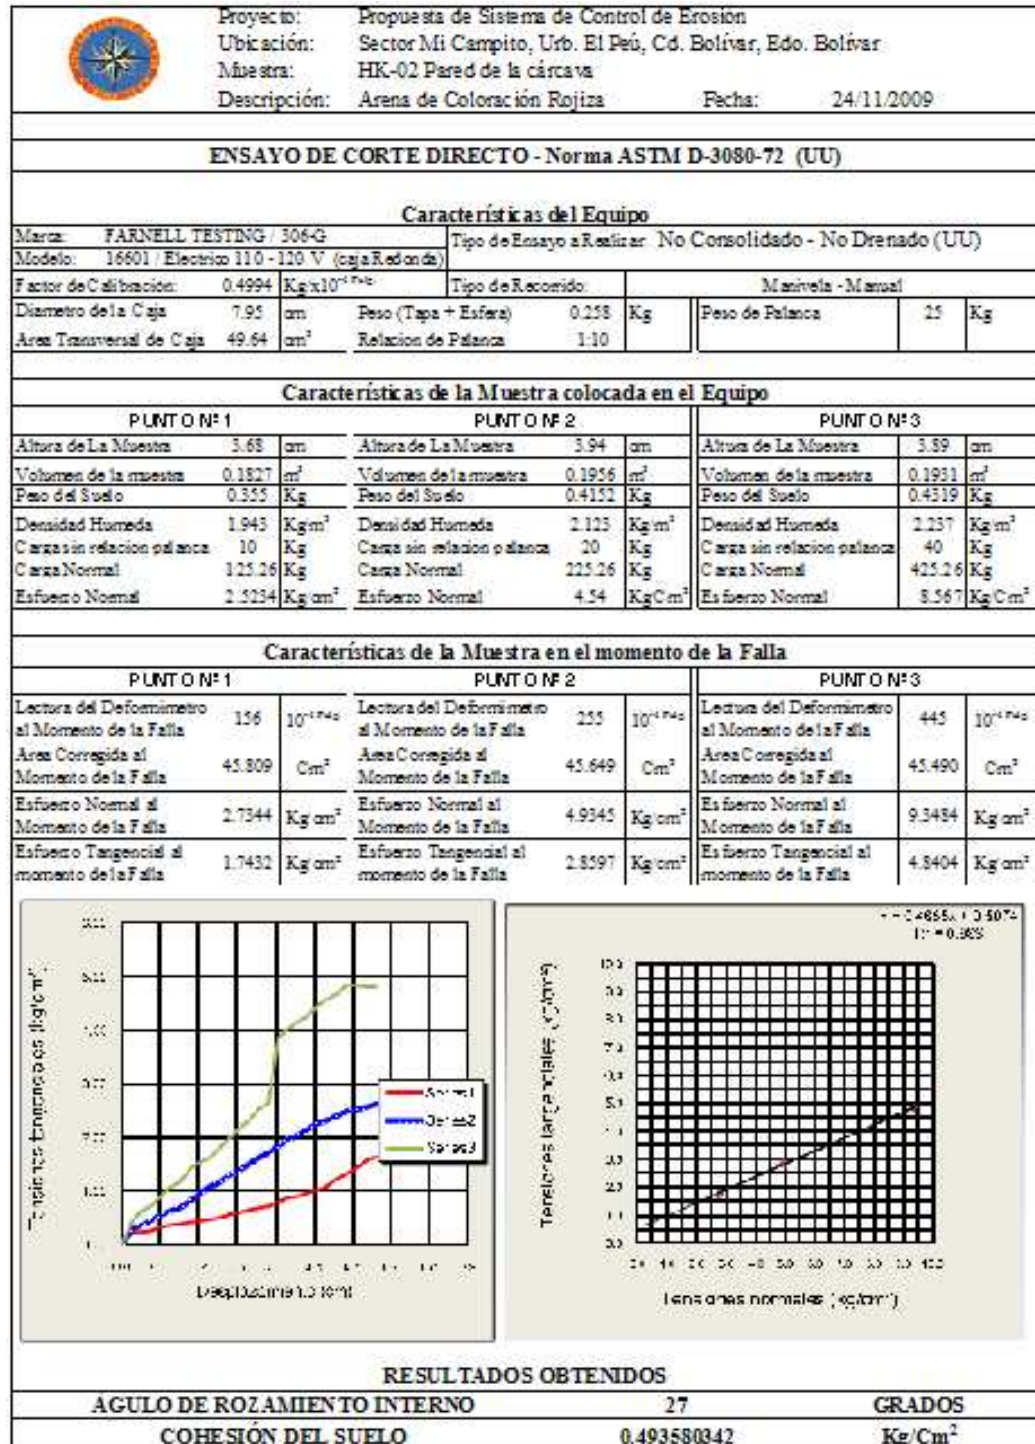 Proyecto: Propuesta de Sistema de Control de Erosión
Ubicación: Sector Mi Campito, Urb. El Perú, Cd. Bolívar, Edo. Bolívar
Muestra: HK-02 Pared de la cárcava
Descripción: Arena de Coloración Rojiza Fecha: 24/11/2009
ENSAYO DE CORTE DIRECTO - Norma ASTM D-3080-72 (UU)
Características del Equipo
Marca: FARNELL TESTING / 306-G Tipo de Ensayo a Realizar: No Consolidado - No Drenado (UU)
Modelo: 16601 / Electrico 110 - 120 V (caja Redonda)
Factor de Calibración: 0.4994 Kg x10 Tipo de Recorrido: Manivela - Manual
Diametro de la Caja 7.95 cm Peso (Tapa + Esfera) 0.258 Kg Peso de Palanca 25 Kg
Area Transversal de Caja 49.64 cm² Relacion de Palanca 1:10
Características de la Muestra colocada en el Equipo
PUNTO Nº 1 PUNTO Nº 2 PUNTO Nº 3
Altura de La Muestra 3.68 cm Altura de La Muestra 3.94 cm Altura de La Muestra 3.89 cm
Volumen de la muestra 0.1827 Volumen de la muestra 0.1956 Volumen de la muestra 0.1931
Peso del Suelo 0.355 Kg Peso del Suelo 0.4152 Kg Peso del Suelo 0.4319 Kg
Densidad Humeda 1.943 Densidad Humeda 2.123 Densidad Humeda 2.237
Carga sin relacion palanca 10 Kg Carga sin relacion palanca 20 Kg Carga sin relacion palanca 40 Kg
Carga Normal 125.26 Kg Carga Normal 225.26 Kg Carga Normal 425.26 Kg
Esfuerzo Normal 2.5234 Kg/cm² Esfuerzo Normal 4.54 Kg/Cm² Esfuerzo Normal 8.567 Kg/Cm²
Características de la Muestra en el momento de la Falla
PUNTO Nº 1 PUNTO Nº 2 PUNTO Nº 3
Lectura del Deformimetro al Momento de la Falla 156 Lectura del Deformimetro al Momento de la Falla 255 Lectura del Deformimetro al Momento de la Falla 445
Area Corregida al Momento de la Falla 45.809 Cm² Area Corregida al Momento de la Falla 45.649 Cm² Area Corregida al Momento de la Falla 45.490 Cm²
Esfuerzo Normal al Momento de la Falla 2.7344 Kg/cm² Esfuerzo Normal al Momento de la Falla 4.9345 Kg/cm² Esfuerzo Normal al Momento de la Falla 9.3484 Kg/cm²
Esfuerzo Tangencial al momento de la Falla 1.7432 Kg/cm² Esfuerzo Tangencial al momento de la Falla 2.8597 Kg/cm² Esfuerzo Tangencial al momento de la Falla 4.8404 Kg/cm²
Series1
Series2
Series3
Desplazamiento (cm)
Tensiones tangenciales (kg/cm²)
Tensiones normales (kg/cm²)
RESULTADOS OBTENIDOS
AGULO DE ROZAMIENTO INTERNO 27 GRADOS
COHESIÓN DEL SUELO 0.493580342 Kg/Cm²